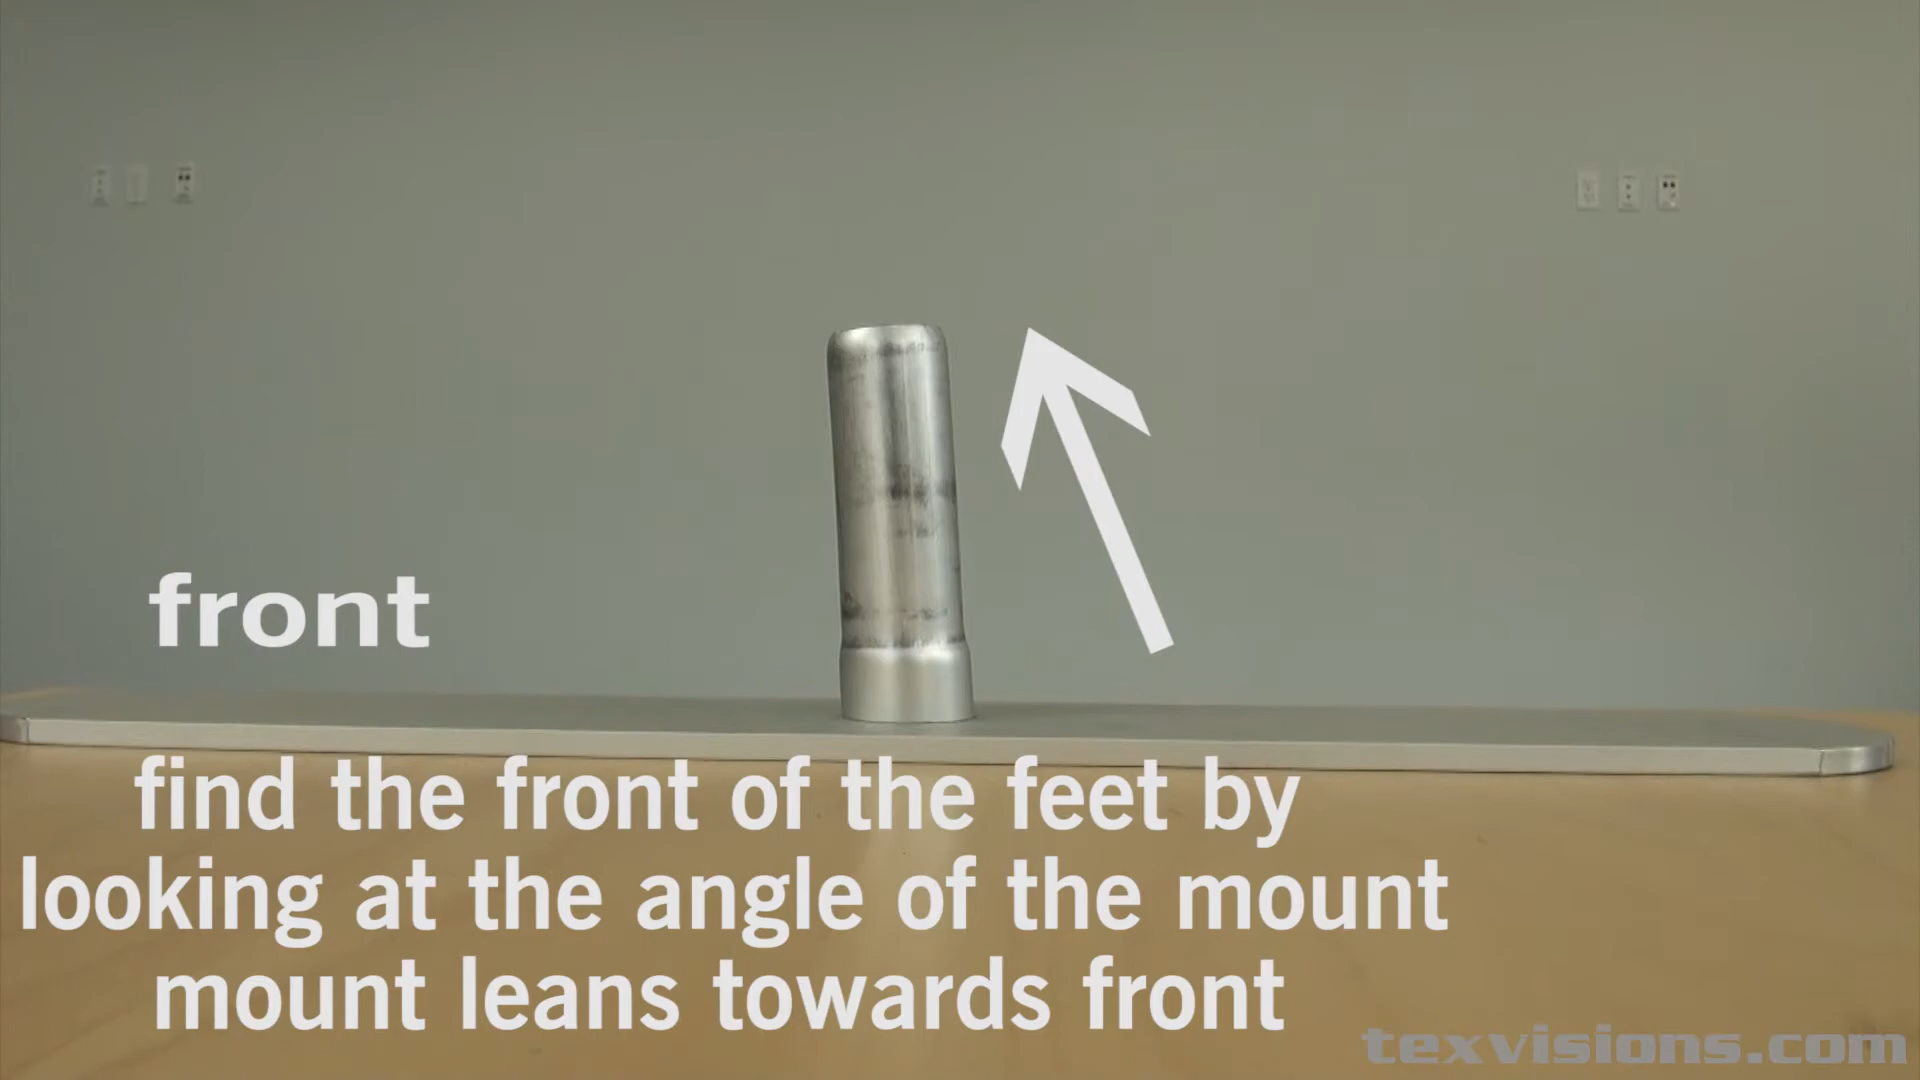 front
find the front of the feet by
looking at the angle of the mount
mount leans towards front
texvisions.com